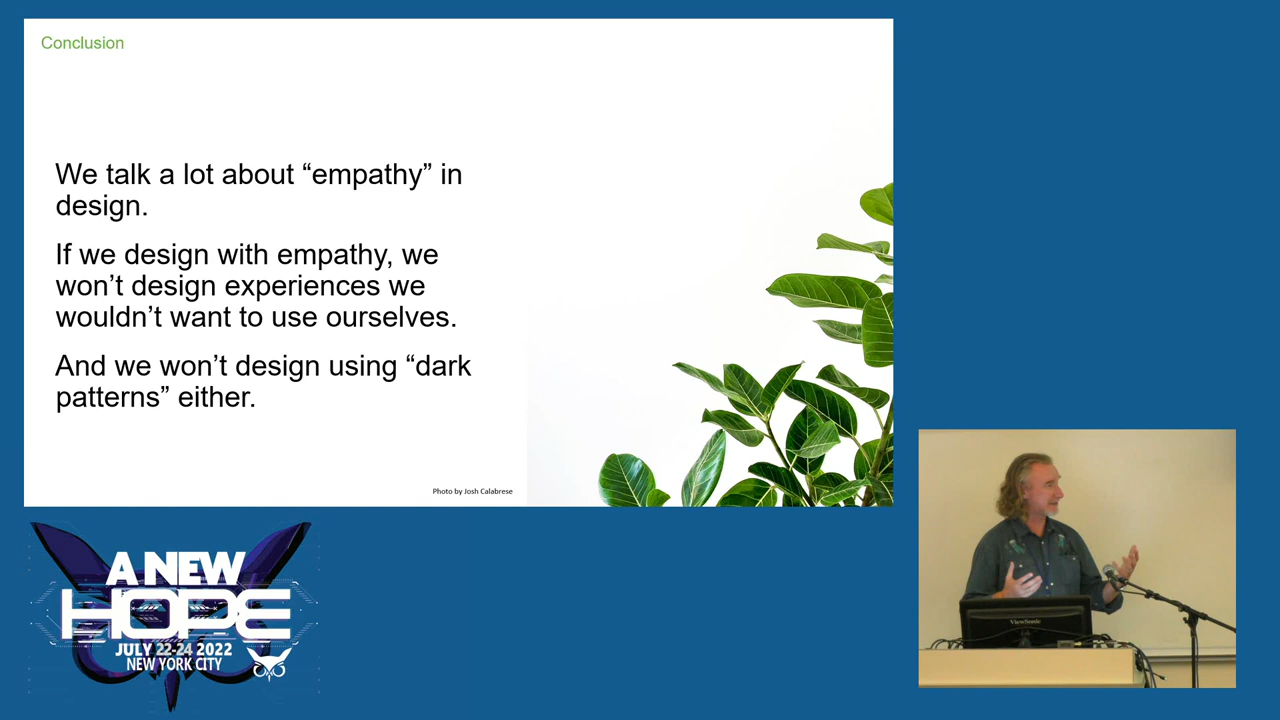 Conclusion
We talk a lot about “empathy” in
design.
If we design with empathy, we
won’t design experiences we
wouldn’t want to use ourselves.
And we won’t design using “dark
patterns” either.
Photo by Josh Calabrese
A NEW
HOPE
JULY 22-24 2022
NEW YORK CITY
ViewSonic